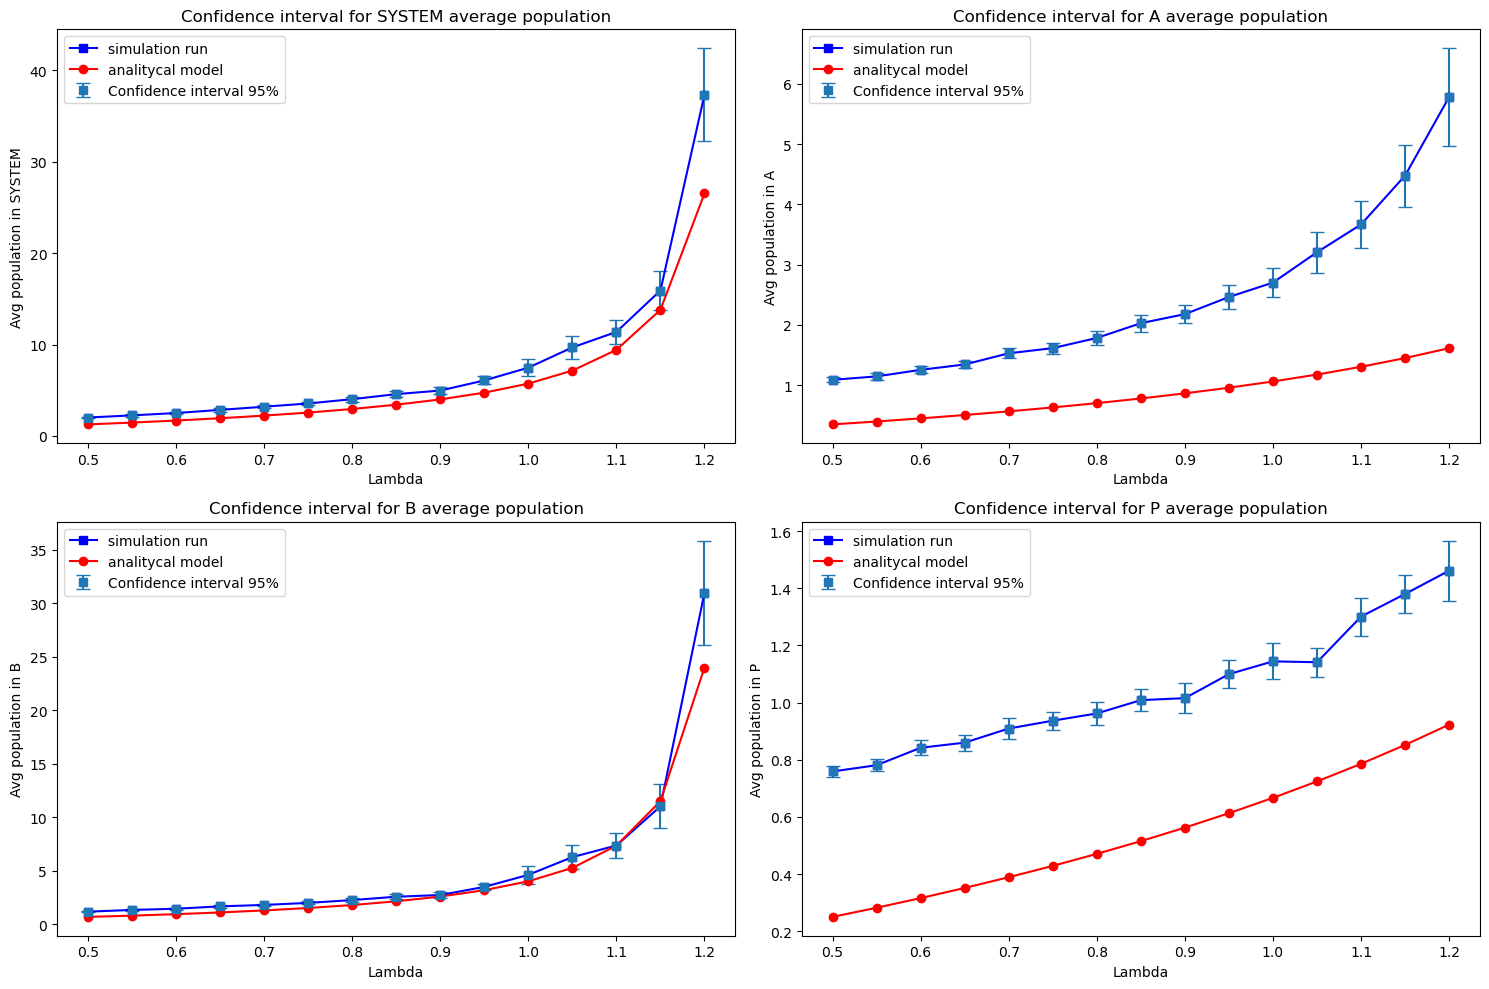 Confidence interval for SYSTEM average population
simulation run
analitycal model
Confidence interval 95%
Avg population in SYSTEM
40
30
20
10
0
0.5 0.6 0.7 0.8 0.9 1.0 1.1 1.2
Lambda
Confidence interval for A average population
simulation run
analitycal model
Confidence interval 95%
Avg population in A
6
5
4
3
2
1
0.5 0.6 0.7 0.8 0.9 1.0 1.1 1.2
Lambda
Confidence interval for B average population
simulation run
analitycal model
Confidence interval 95%
Avg population in B
35
30
25
20
15
10
5
0
0.5 0.6 0.7 0.8 0.9 1.0 1.1 1.2
Lambda
Confidence interval for P average population
simulation run
analitycal model
Confidence interval 95%
Avg population in P
1.6
1.4
1.2
1.0
0.8
0.6
0.4
0.2
0.5 0.6 0.7 0.8 0.9 1.0 1.1 1.2
Lambda